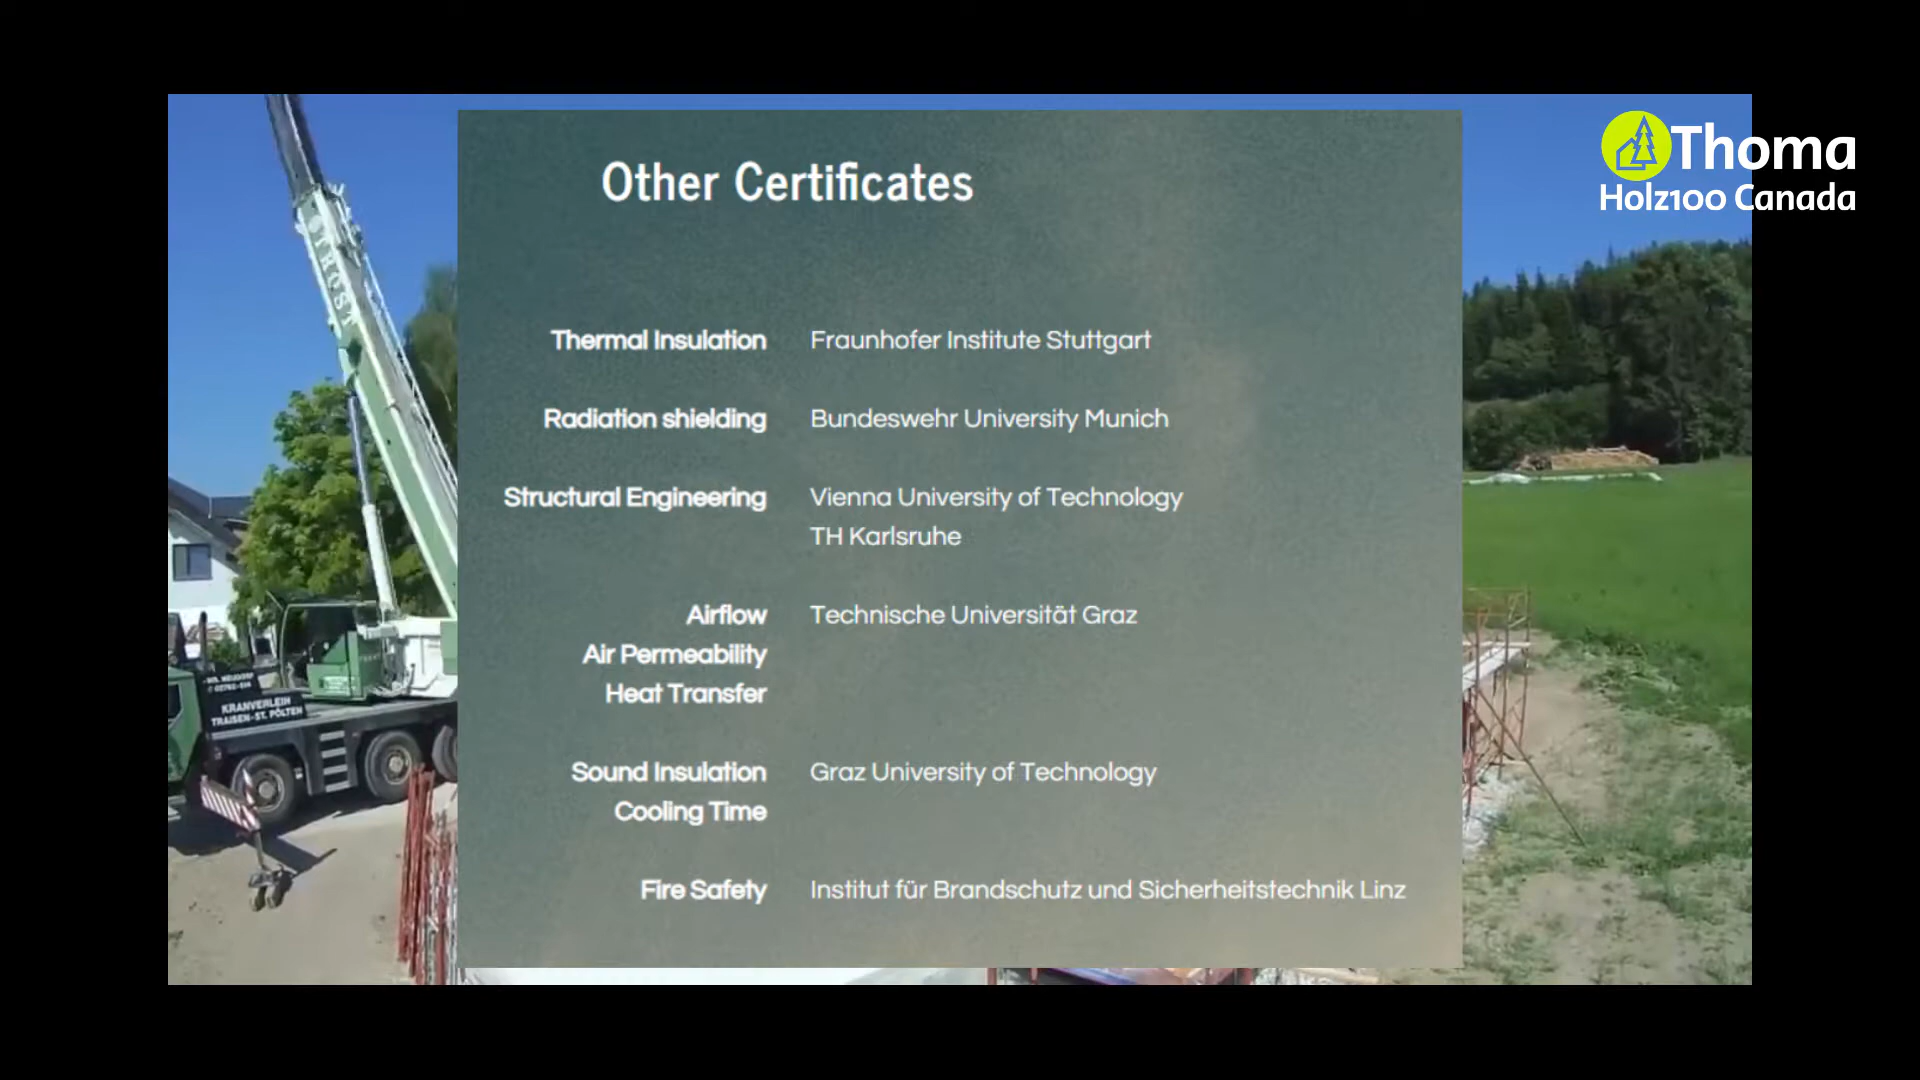 Thoma
Holz100 Canada
Other Certificates
Thermal Insulation Fraunhofer Institute Stuttgart
Radiation shielding Bundeswehr University Munich
Structural Engineering Vienna University of Technology
TH Karlsruhe
Airflow Technische Universität Graz
Air Permeability
Heat Transfer
Sound Insulation Graz University of Technology
Cooling Time
Fire Safety Institut für Brandschutz und Sicherheitstechnik Linz
KRANVERLEIH
TRAISEN-ST. PÖLTEN